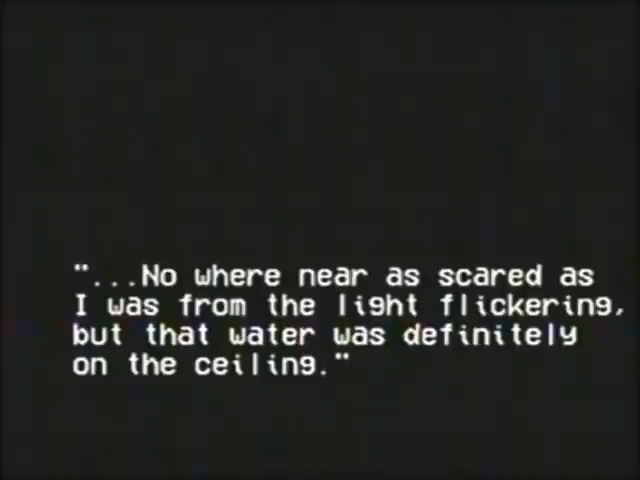 "...No where near as scared as
I was from the light flickering,
but that water was definitely
on the ceiling."